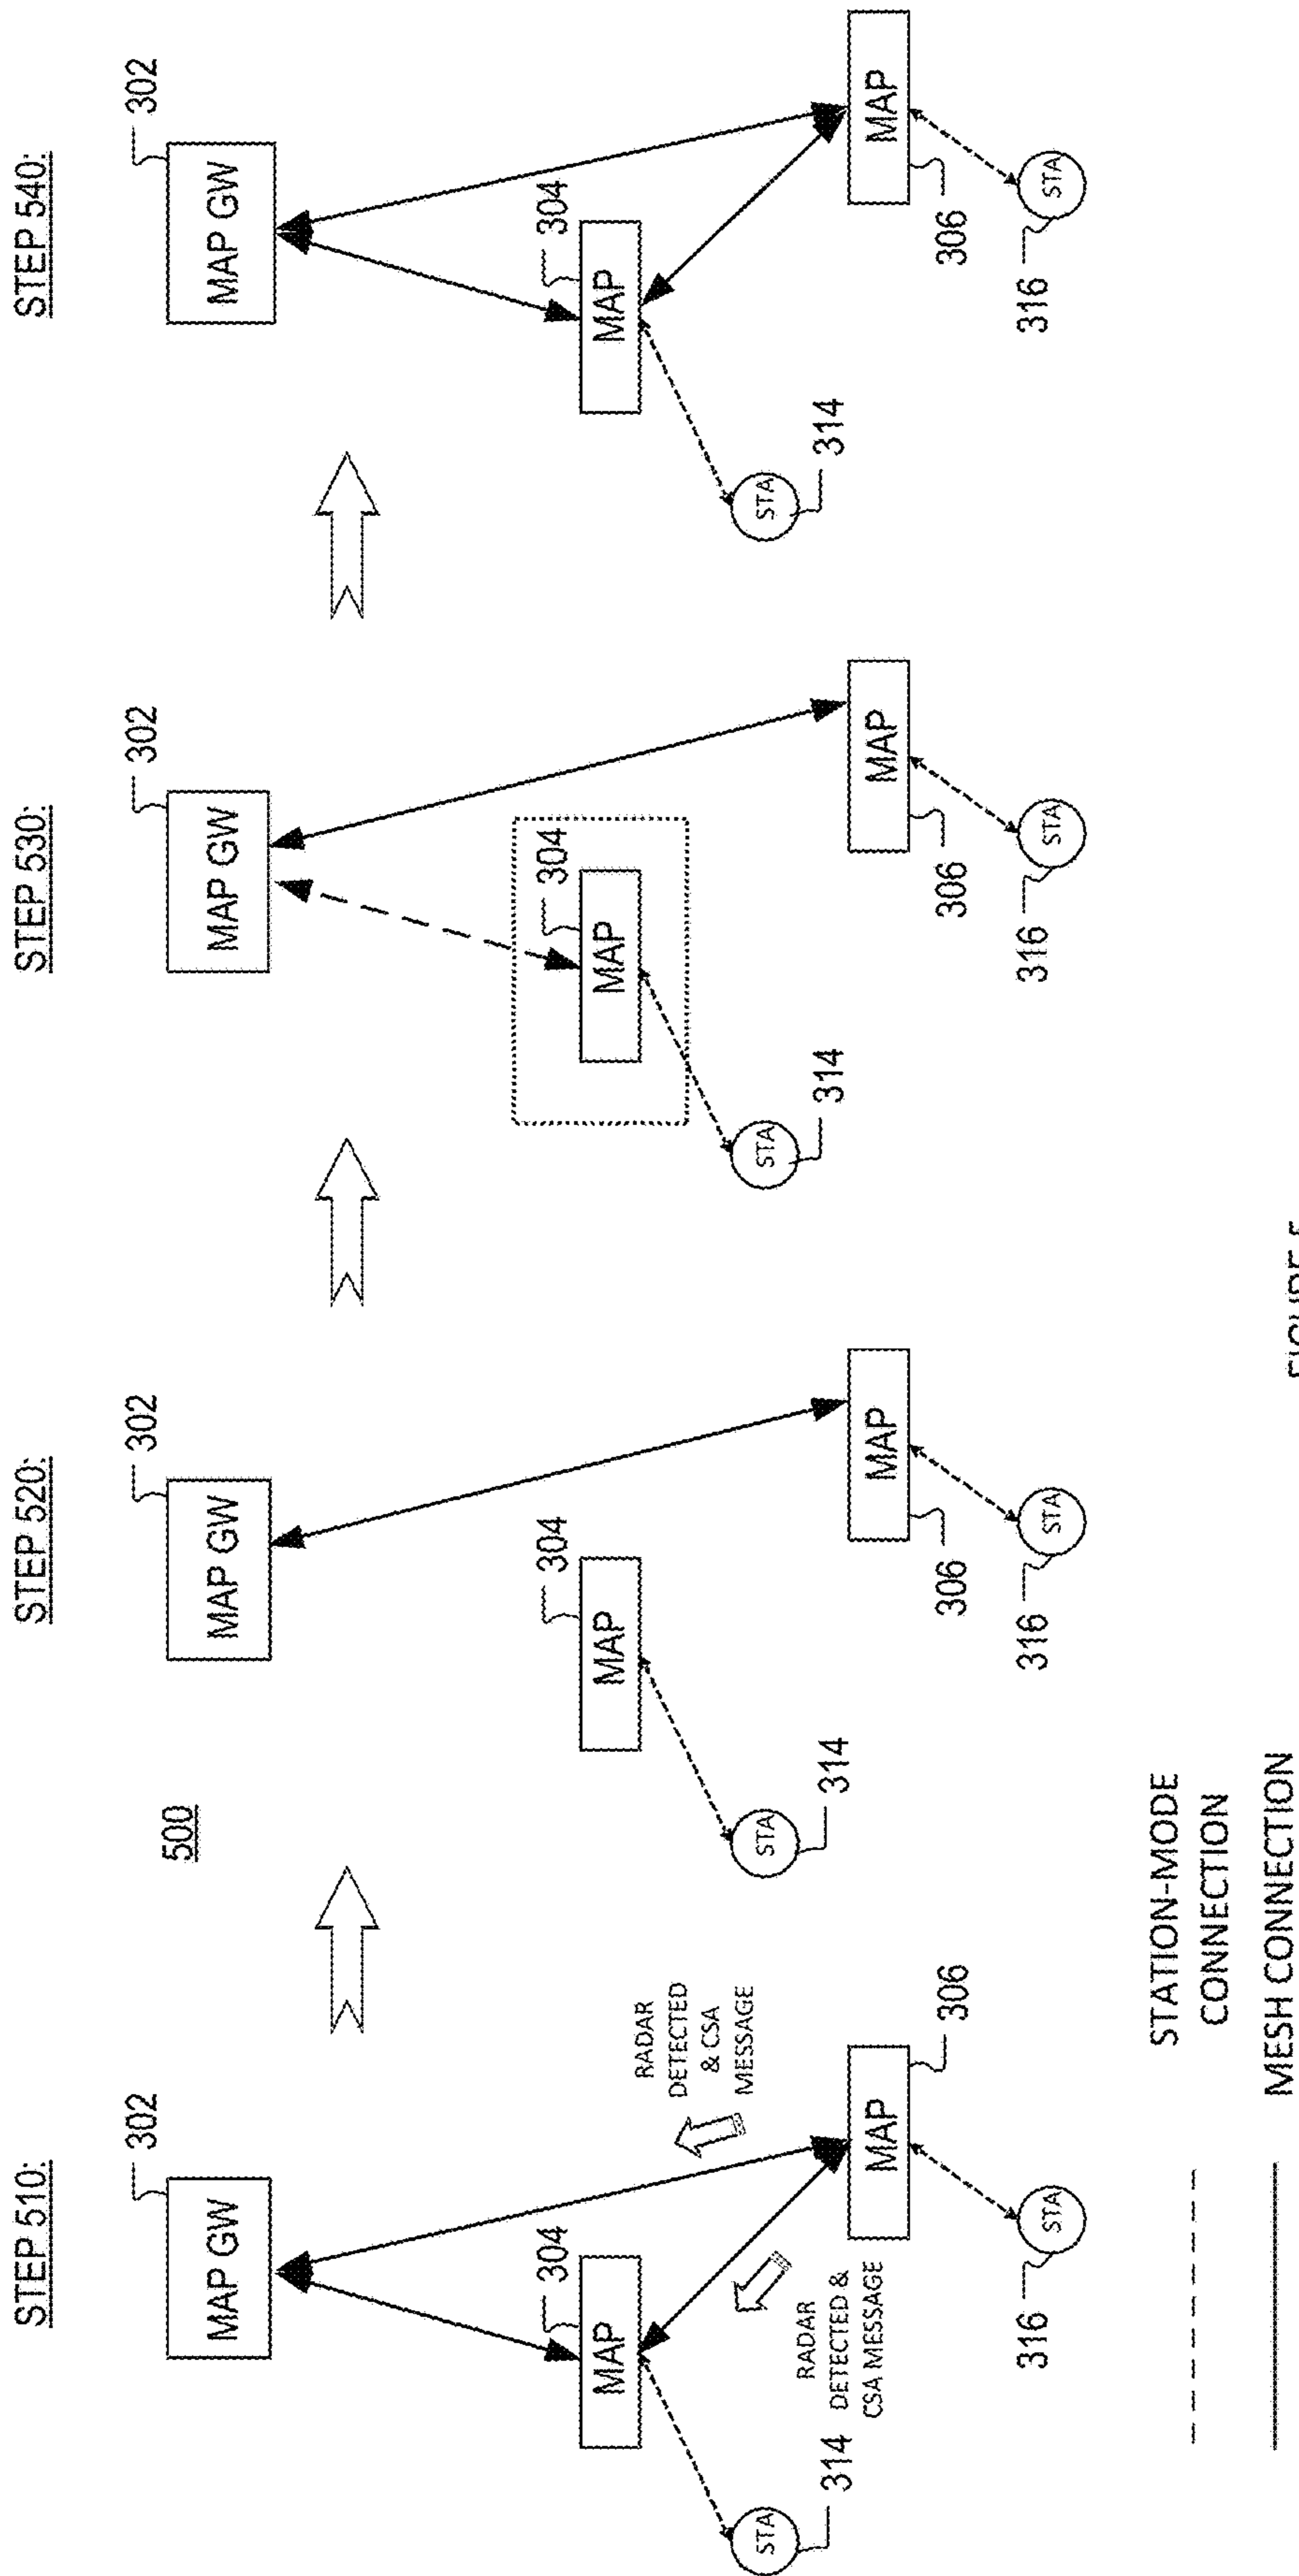 500
STEP 510:
302
MAP GW
304
MAP
RADAR
DETECTED
& CSA
MESSAGE
RADAR
DETECTED &
CSA MESSAGE
MAP
306
STA
314
STA
316
STEP 520:
302
MAP GW
304
MAP
MAP
306
STA
314
STA
316
STEP 530:
302
MAP GW
304
MAP
MAP
306
STA
314
STA
316
STEP 540:
302
MAP GW
304
MAP
MAP
306
STA
314
STA
316
STATION-MODE
CONNECTION
MESH CONNECTION